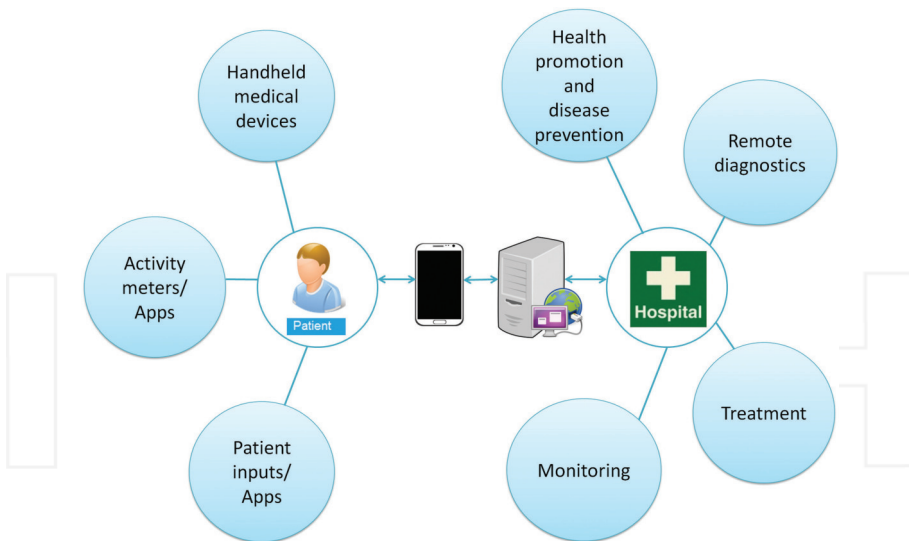 Handheld
medical
devices
Activity
meters/
Apps
Patient
inputs/
Apps
Patient
Health
promotion
and
disease
prevention
Remote
diagnostics
Hospital
Treatment
Monitoring